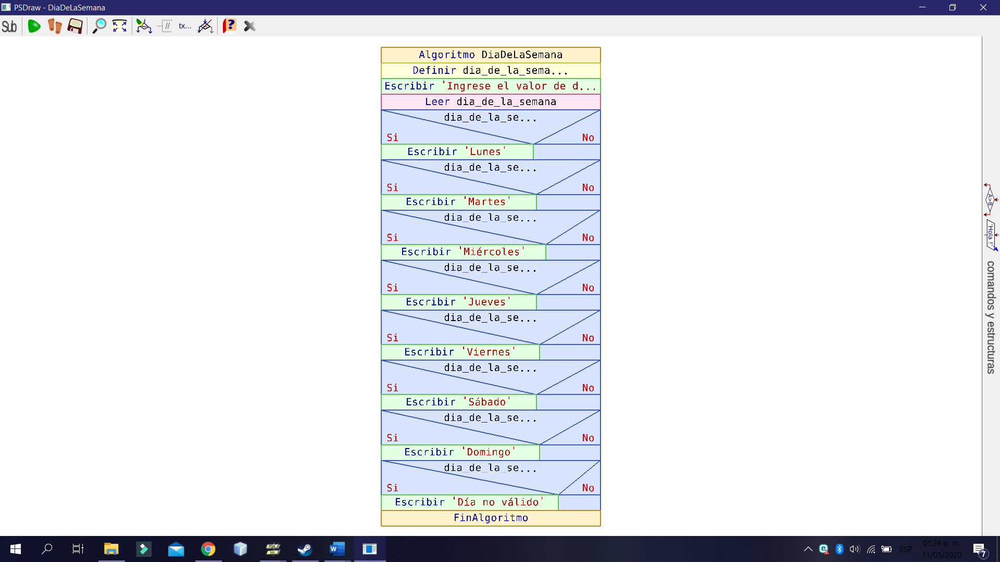 PSDraw - DiaDeLaSemana
Sub
tx...
Algoritmo DiaDeLaSemana
Definir dia_de_la_sema...
Escribir 'Ingrese el valor de d...
Leer dia_de_la_semana
dia_de_la_se...
Si No
Escribir 'Lunes'
dia_de_la_se...
Si No
Escribir 'Martes'
dia_de_la_se...
Si No
Escribir 'Miércoles'
dia_de_la_se...
Si No
Escribir 'Jueves'
dia_de_la_se...
Si No
Escribir 'Viernes'
dia_de_la_se...
Si No
Escribir 'Sábado'
dia_de_la_se...
Si No
Escribir 'Domingo'
dia_de_la_se...
Si No
Escribir 'Día no válido'
FinAlgoritmo
A>B
'Hola !'
comandos y estructuras
ESP
01:24 p. m.
11/05/2020
7